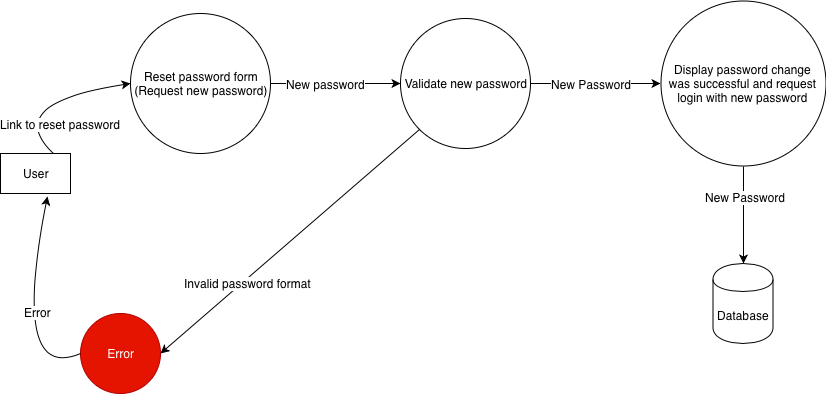 Reset password form
(Request new password)
New password
Validate new password
New Password
Display password change
was successful and request
login with new password
Link to reset password
User
New Password
Invalid password format
Error
Database
Error